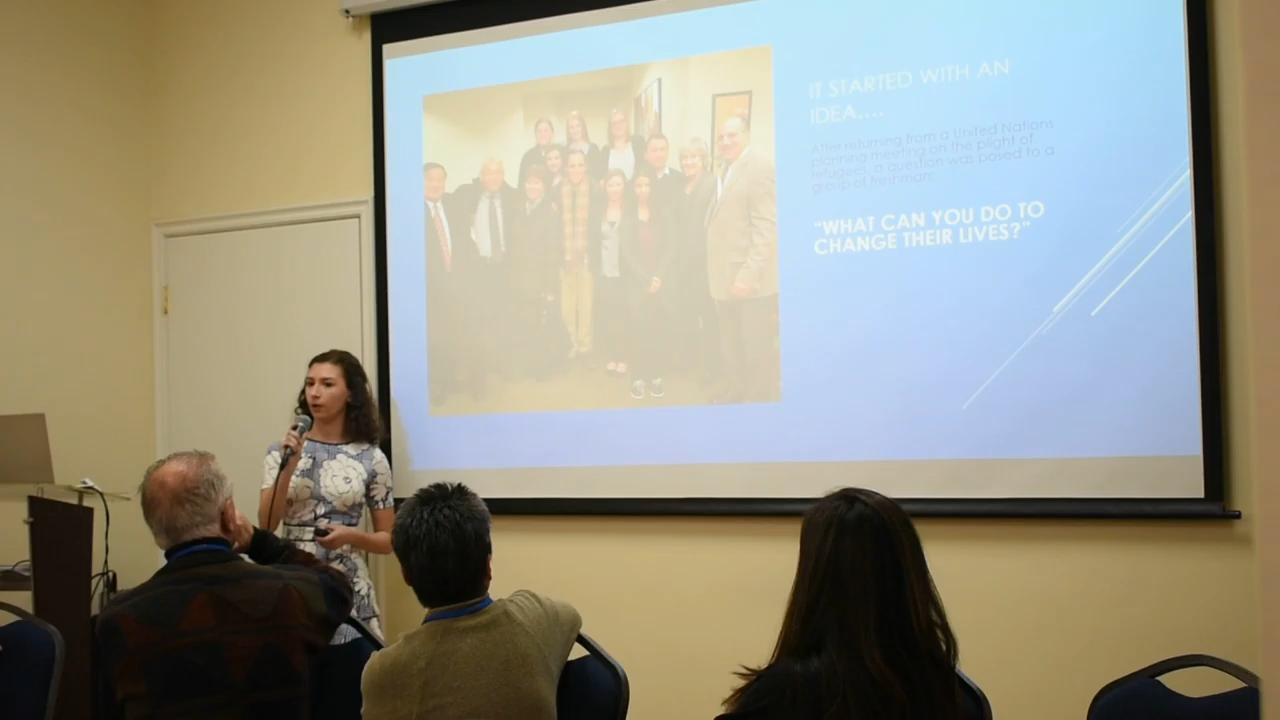 IT STARTED WITH AN
IDEA....
After returning from a United Nations
planning meeting on the plight of
refugees, a question was posed to a
group of freshman:
"WHAT CAN YOU DO TO
CHANGE THEIR LIVES?"